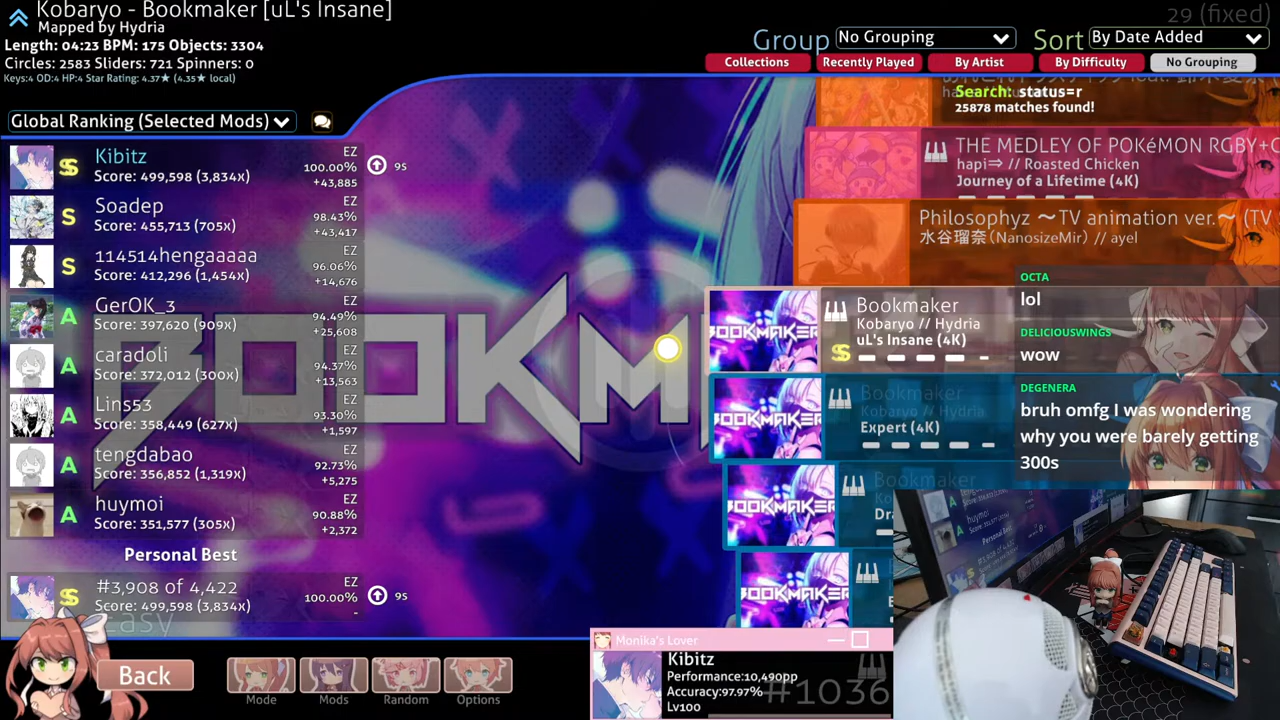 Kobaryo - Bookmaker [uL's Insane]
Mapped by Hydria
Length: 04:23 BPM: 175 Objects: 3304
Circles: 2583 Sliders: 721 Spinners: 0
Keys:4 OD:4 HP:4 Star Rating: 4.37★ (4.35★ local)
29 (fixed)
Group No Grouping
Sort By Date Added
Collections
Recently Played
By Artist
By Difficulty
No Grouping
Search: status=r
25878 matches found!
Global Ranking (Selected Mods)
Kibitz
Score: 499,598 (3,834x)
EZ
100.00%
+43,885
9s
Soadep
Score: 455,713 (705x)
EZ
98.43%
+43,417
114514hengaaaaa
Score: 412,296 (1,454x)
EZ
96.06%
+14,676
GerOK_3
Score: 397,620 (909x)
EZ
94.49%
+25,608
caradoli
Score: 372,012 (300x)
EZ
94.37%
+13,563
Lins53
Score: 358,449 (627x)
EZ
93.30%
+1,597
tengdabao
Score: 356,852 (1,319x)
EZ
92.73%
+5,275
huymoi
Score: 351,577 (305x)
EZ
90.88%
+2,372
Personal Best
#3,908 of 4,422
Score: 499,598 (3,834x)
EZ
100.00%
-
9s
Easy
BOOKM
THE MEDLEY OF POKéMON RGBY+C
hapi⇒ // Roasted Chicken
Journey of a Lifetime (4K)
Philosophyz ～TV animation ver.～ (TV
水谷瑠奈(NanosizeMir) // ayel
BOOKMAKER
Bookmaker
Kobaryo // Hydria
uL's Insane (4K)
BOOKMAKER
Bookmaker
Kobaryo // Hydria
Expert (4K)
BOOKMAKER
Bookmaker
BOOKMAKER
OCTA
lol
DELICIOUSWINGS
wow
DEGENERA
bruh omfg I was wondering
why you were barely getting
300s
Back
Mode
Mods
Random
Options
Monika's Lover
Kibitz
Performance:10,490pp
Accuracy:97.97%
Lv100
#1036